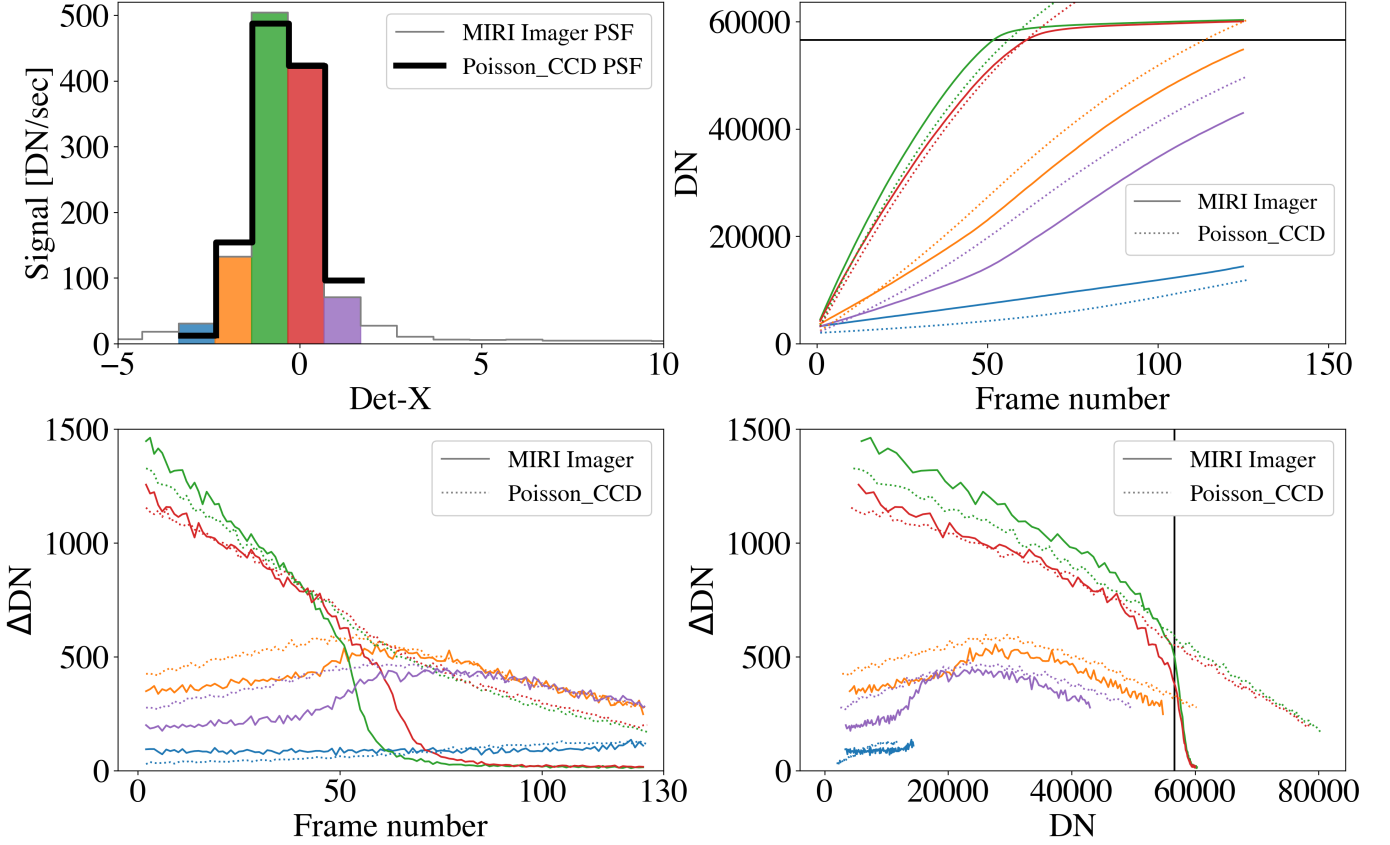 500
400
300
200
100
0
Signal [DN/sec]
MIRI Imager PSF
Poisson_CCD PSF
−5
0
5
10
Det-X
60000
40000
20000
0
DN
MIRI Imager
Poisson_CCD
0
50
100
150
Frame number
1500
1000
500
0
ΔDN
MIRI Imager
Poisson_CCD
0
50
100
130
Frame number
1500
1000
500
0
ΔDN
MIRI Imager
Poisson_CCD
0
20000
40000
60000
80000
DN